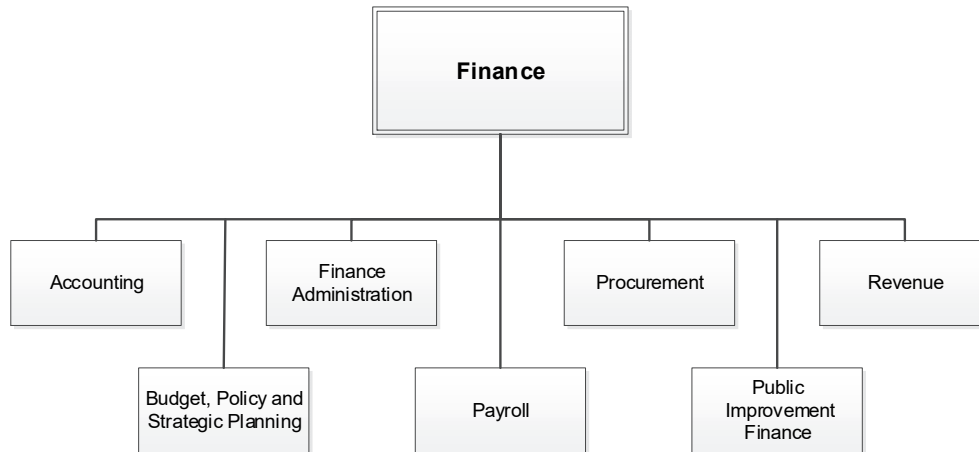 Finance
Accounting
Finance
Administration
Procurement
Revenue
Budget, Policy and
Strategic Planning
Payroll
Public
Improvement
Finance